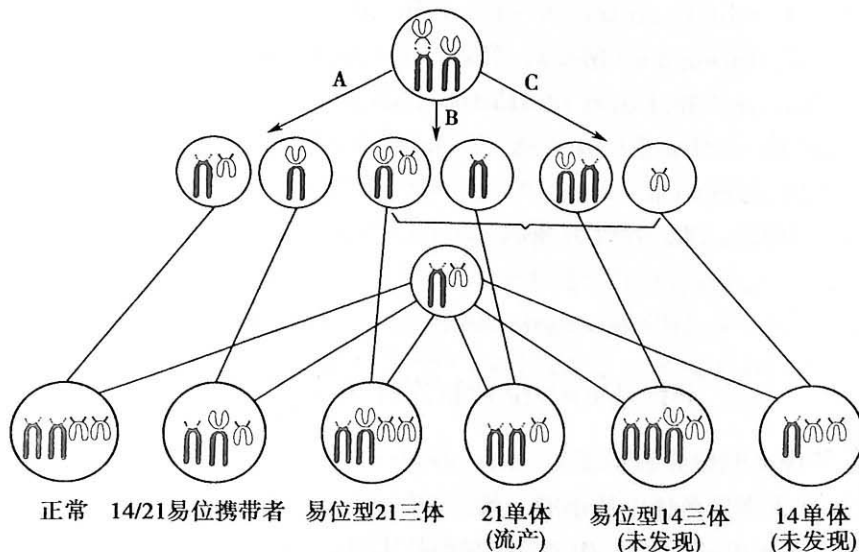 A
B
C
正常
14/21易位携带者
易位型21三体
21单体
(流产)
易位型14三体
(未发现)
14单体
(未发现)